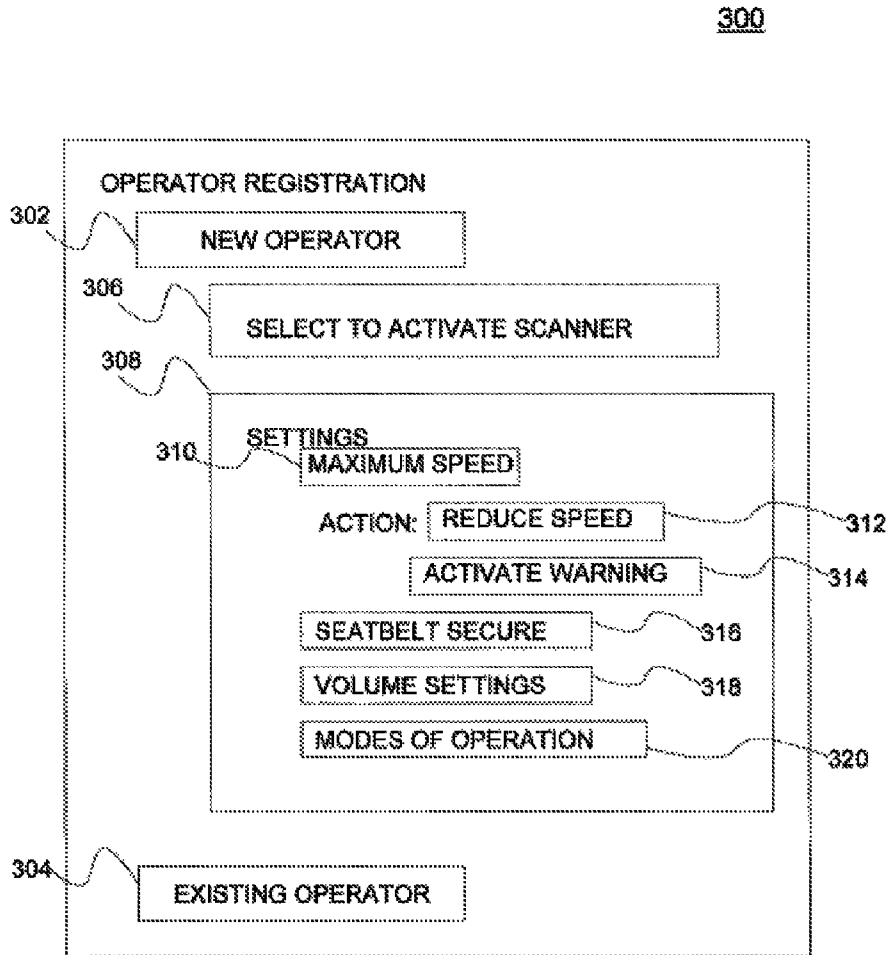 300
OPERATOR REGISTRATION
302
NEW OPERATOR
306
SELECT TO ACTIVATE SCANNER
308
SETTINGS
310
MAXIMUM SPEED
ACTION: REDUCE SPEED
312
ACTIVATE WARNING
314
SEATBELT SECURE
316
VOLUME SETTINGS
318
MODES OF OPERATION
320
304
EXISTING OPERATOR